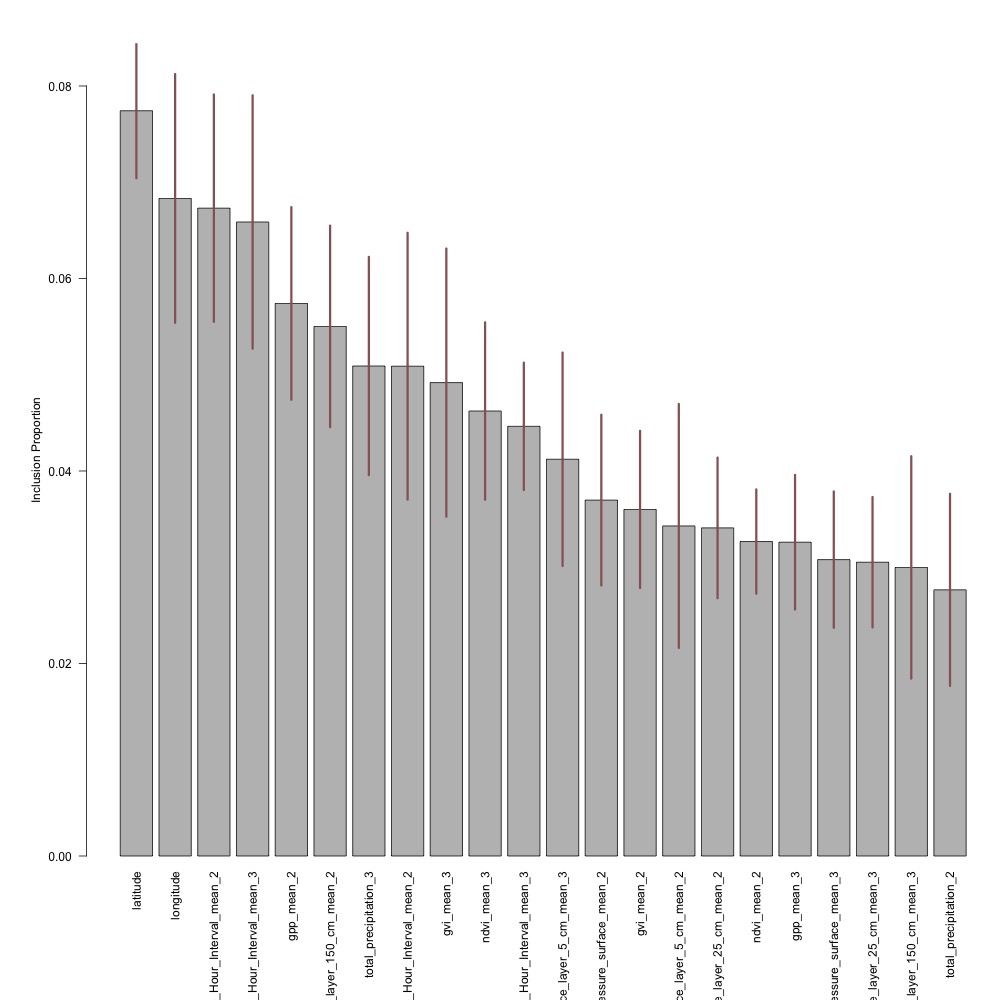 0.08
0.06
0.04
0.02
0.00
Inclusion Proportion
latitude
longitude
_Hour_Interval_mean_2
_Hour_Interval_mean_3
gpp_mean_2
_layer_150_cm_mean_2
total_precipitation_3
_Hour_Interval_mean_2
gvi_mean_3
ndvi_mean_3
_Hour_Interval_mean_3
ce_layer_5_cm_mean_3
essure_surface_mean_2
gvi_mean_2
ce_layer_5_cm_mean_2
e_layer_25_cm_mean_2
ndvi_mean_2
gpp_mean_3
essure_surface_mean_3
e_layer_25_cm_mean_3
_layer_150_cm_mean_3
total_precipitation_2